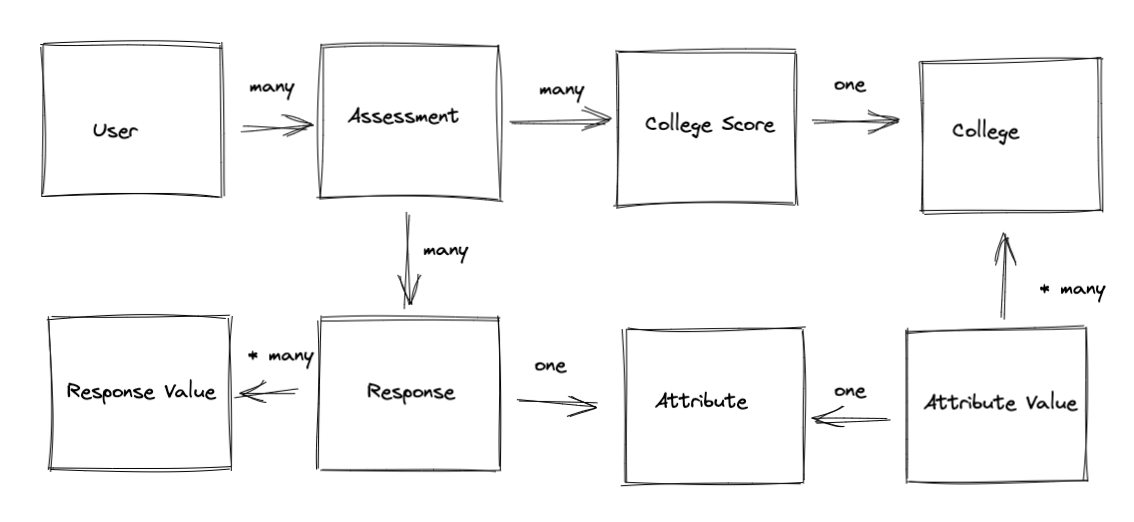 many
many
one
User
Assessment
College Score
College
many
* many
Response Value
* many
Response
one
Attribute
one
Attribute Value